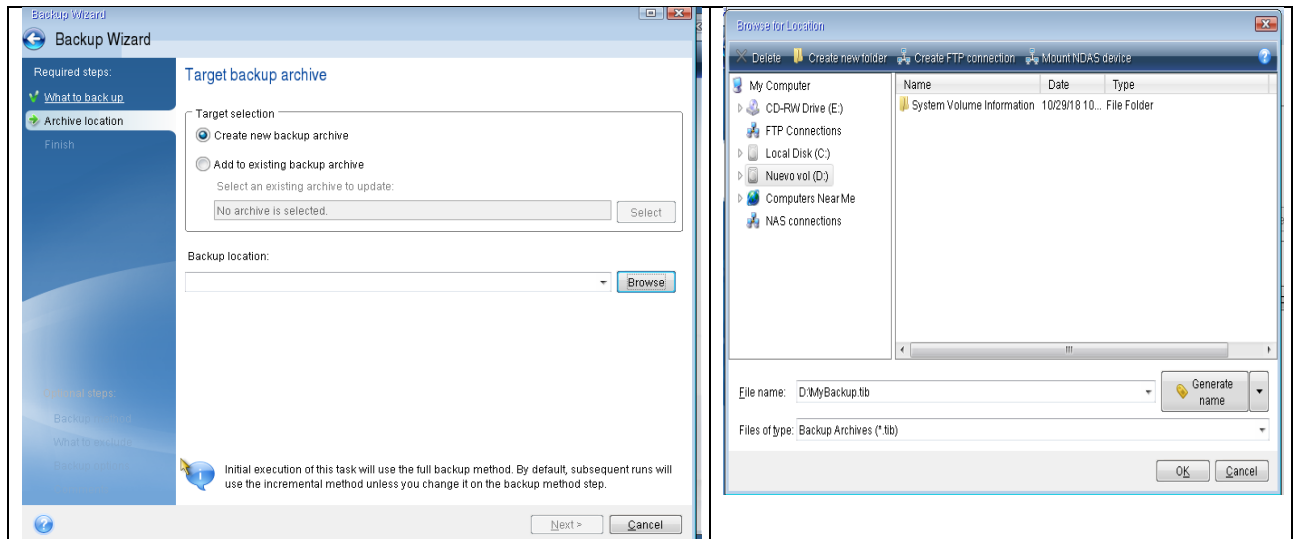 Backup Wizard
Backup Wizard
Required steps:
What to back up
Archive location
Finish
Target backup archive
Target selection
Create new backup archive
Add to existing backup archive
Select an existing archive to update:
No archive is selected.
Select
Backup location:
Browse
steps:
Backup
What to exclude
Initial execution of this task will use the full backup method. By default, subsequent runs will
use the incremental method unless you change it on the backup method step.
Next >
Cancel
Browse for Location
Delete
Create new folder
Create FTP connection
Mount NDAS device
My Computer
CD-RW Drive (E:)
FTP Connections
Local Disk (C:)
Nuevo vol (D:)
Computers Near Me
NAS connections
Name Date Type
System Volume Information 10/29/18 10... File Folder
File name: D:\MyBackup.tib
Generate
name
Files of type: Backup Archives (*.tib)
OK
Cancel